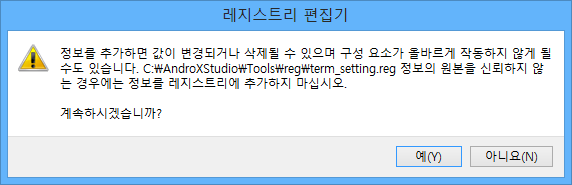 레지스트리 편집기
정보를 추가하면 값이 변경되거나 삭제될 수 있으며 구성 요소가 올바르게 작동하지 않게 될
수도 있습니다. C:₩AndroXStudio₩Tools₩reg₩term_setting.reg 정보의 원본을 신뢰하지 않
는 경우에는 정보를 레지스트리에 추가하지 마십시오.
계속하시겠습니까?
예(Y)
아니요(N)